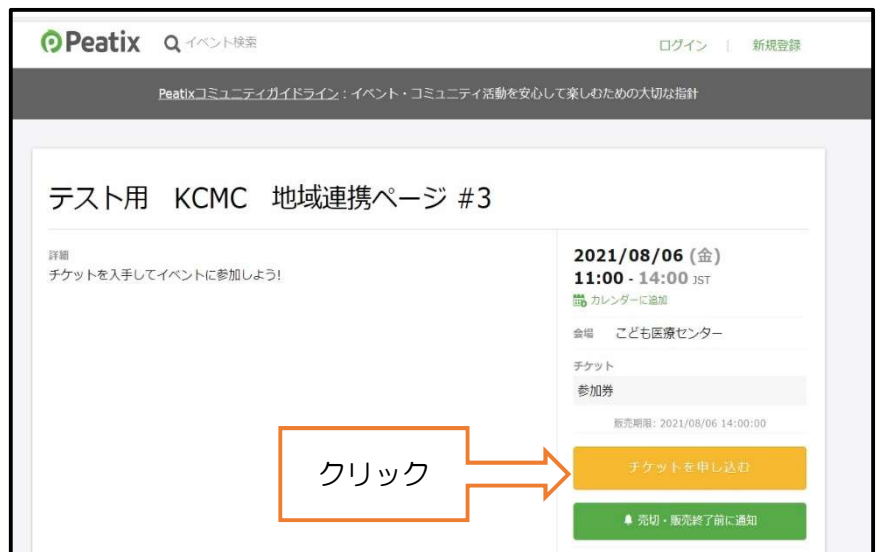 Peatix イベント検索 ログイン | 新規登録
Peatixコミュニティガイドライン：イベント・コミュニティ活動を安心して楽しむための大切な指針
テスト用　KCMC　地域連携ページ #3
詳細
チケットを入手してイベントに参加しよう!
2021/08/06 (金)
11:00 - 14:00 JST
カレンダーに追加
会場 こども医療センター
チケット
参加券
販売期限: 2021/08/06 14:00:00
クリック
チケットを申し込む
売切・販売終了前に通知